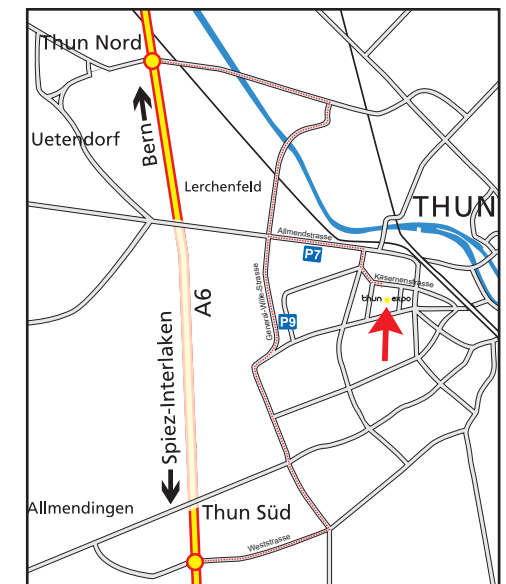 Thun Nord
Bern
Uetendorf
Lerchenfeld
THUN
Allmendstrasse
P7
Kasernenstrasse
thun expo
General-Wille-Strasse
P9
A6
Spiez-Interlaken
Allmendingen
Thun Süd
Weststrasse